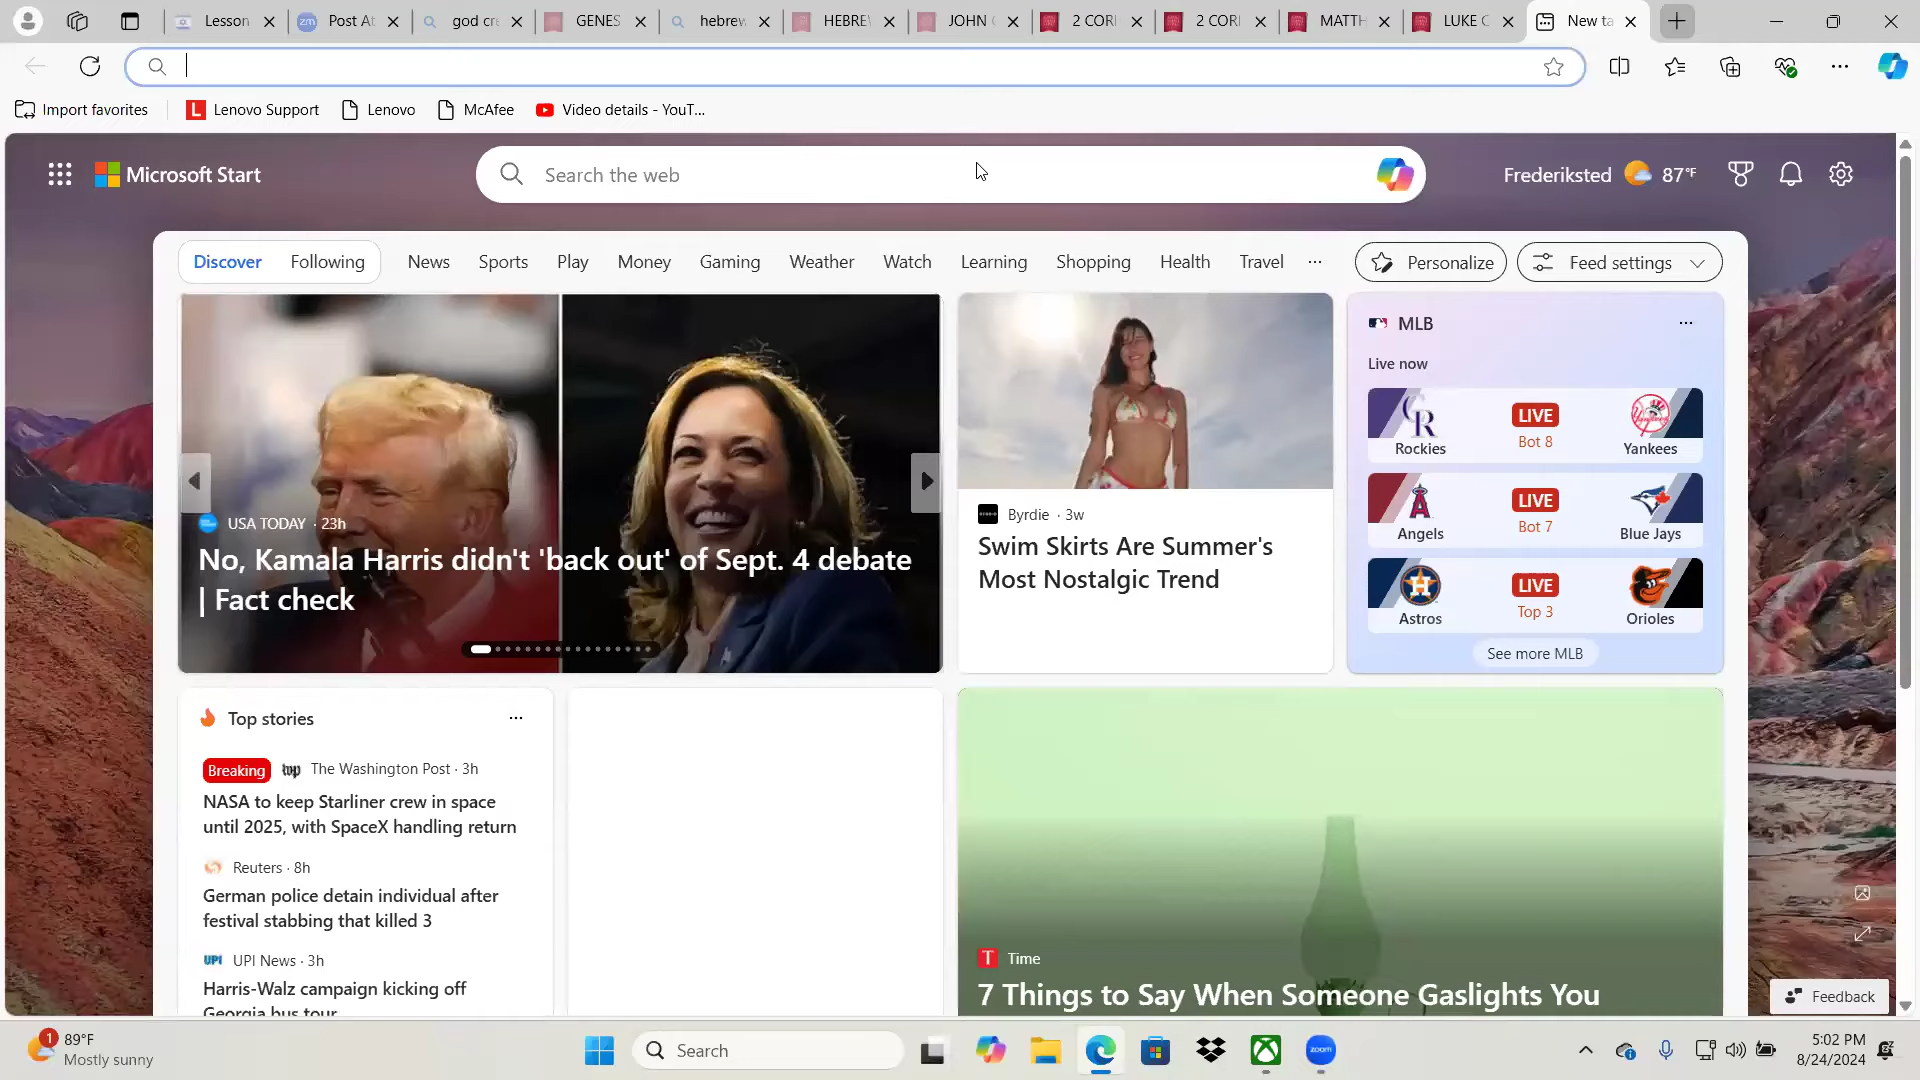 Lesson
Post At
god cre
GENES
hebrew
HEBRE
JOHN
2 CORI
2 CORI
MATTH
LUKE C
New ta
Import favorites
Lenovo Support
Lenovo
McAfee
Video details - YouT...
Microsoft Start
Search the web
Frederiksted
87°F
Discover
Following
News
Sports
Play
Money
Gaming
Weather
Watch
Learning
Shopping
Health
Travel
...
Personalize
Feed settings
USA TODAY · 23h
No, Kamala Harris didn't 'back out' of Sept. 4 debate
| Fact check
Byrdie · 3w
Swim Skirts Are Summer's
Most Nostalgic Trend
MLB
Live now
Rockies
LIVE
Bot 8
Yankees
Angels
LIVE
Bot 7
Blue Jays
Astros
LIVE
Top 3
Orioles
See more MLB
Top stories
Breaking
The Washington Post · 3h
NASA to keep Starliner crew in space
until 2025, with SpaceX handling return
Reuters · 8h
German police detain individual after
festival stabbing that killed 3
UPI News · 3h
Harris-Walz campaign kicking off
Georgia bus tour
Time
7 Things to Say When Someone Gaslights You
Feedback
1
89°F
Mostly sunny
Search
zoom
5:02 PM
8/24/2024